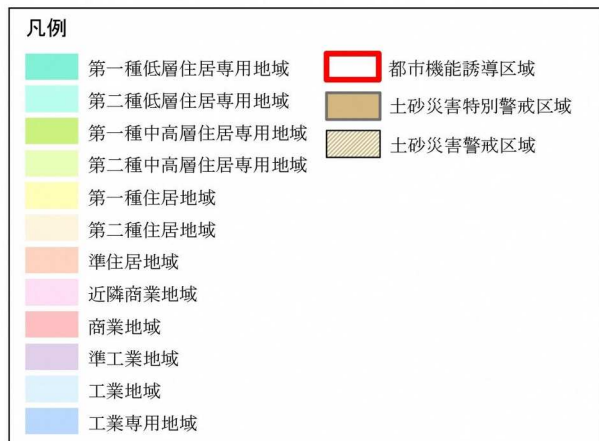 凡例
第一種低層住居専用地域
第二種低層住居専用地域
第一種中高層住居専用地域
第二種中高層住居専用地域
第一種住居地域
第二種住居地域
準住居地域
近隣商業地域
商業地域
準工業地域
工業地域
工業専用地域
都市機能誘導区域
土砂災害特別警戒区域
土砂災害警戒区域